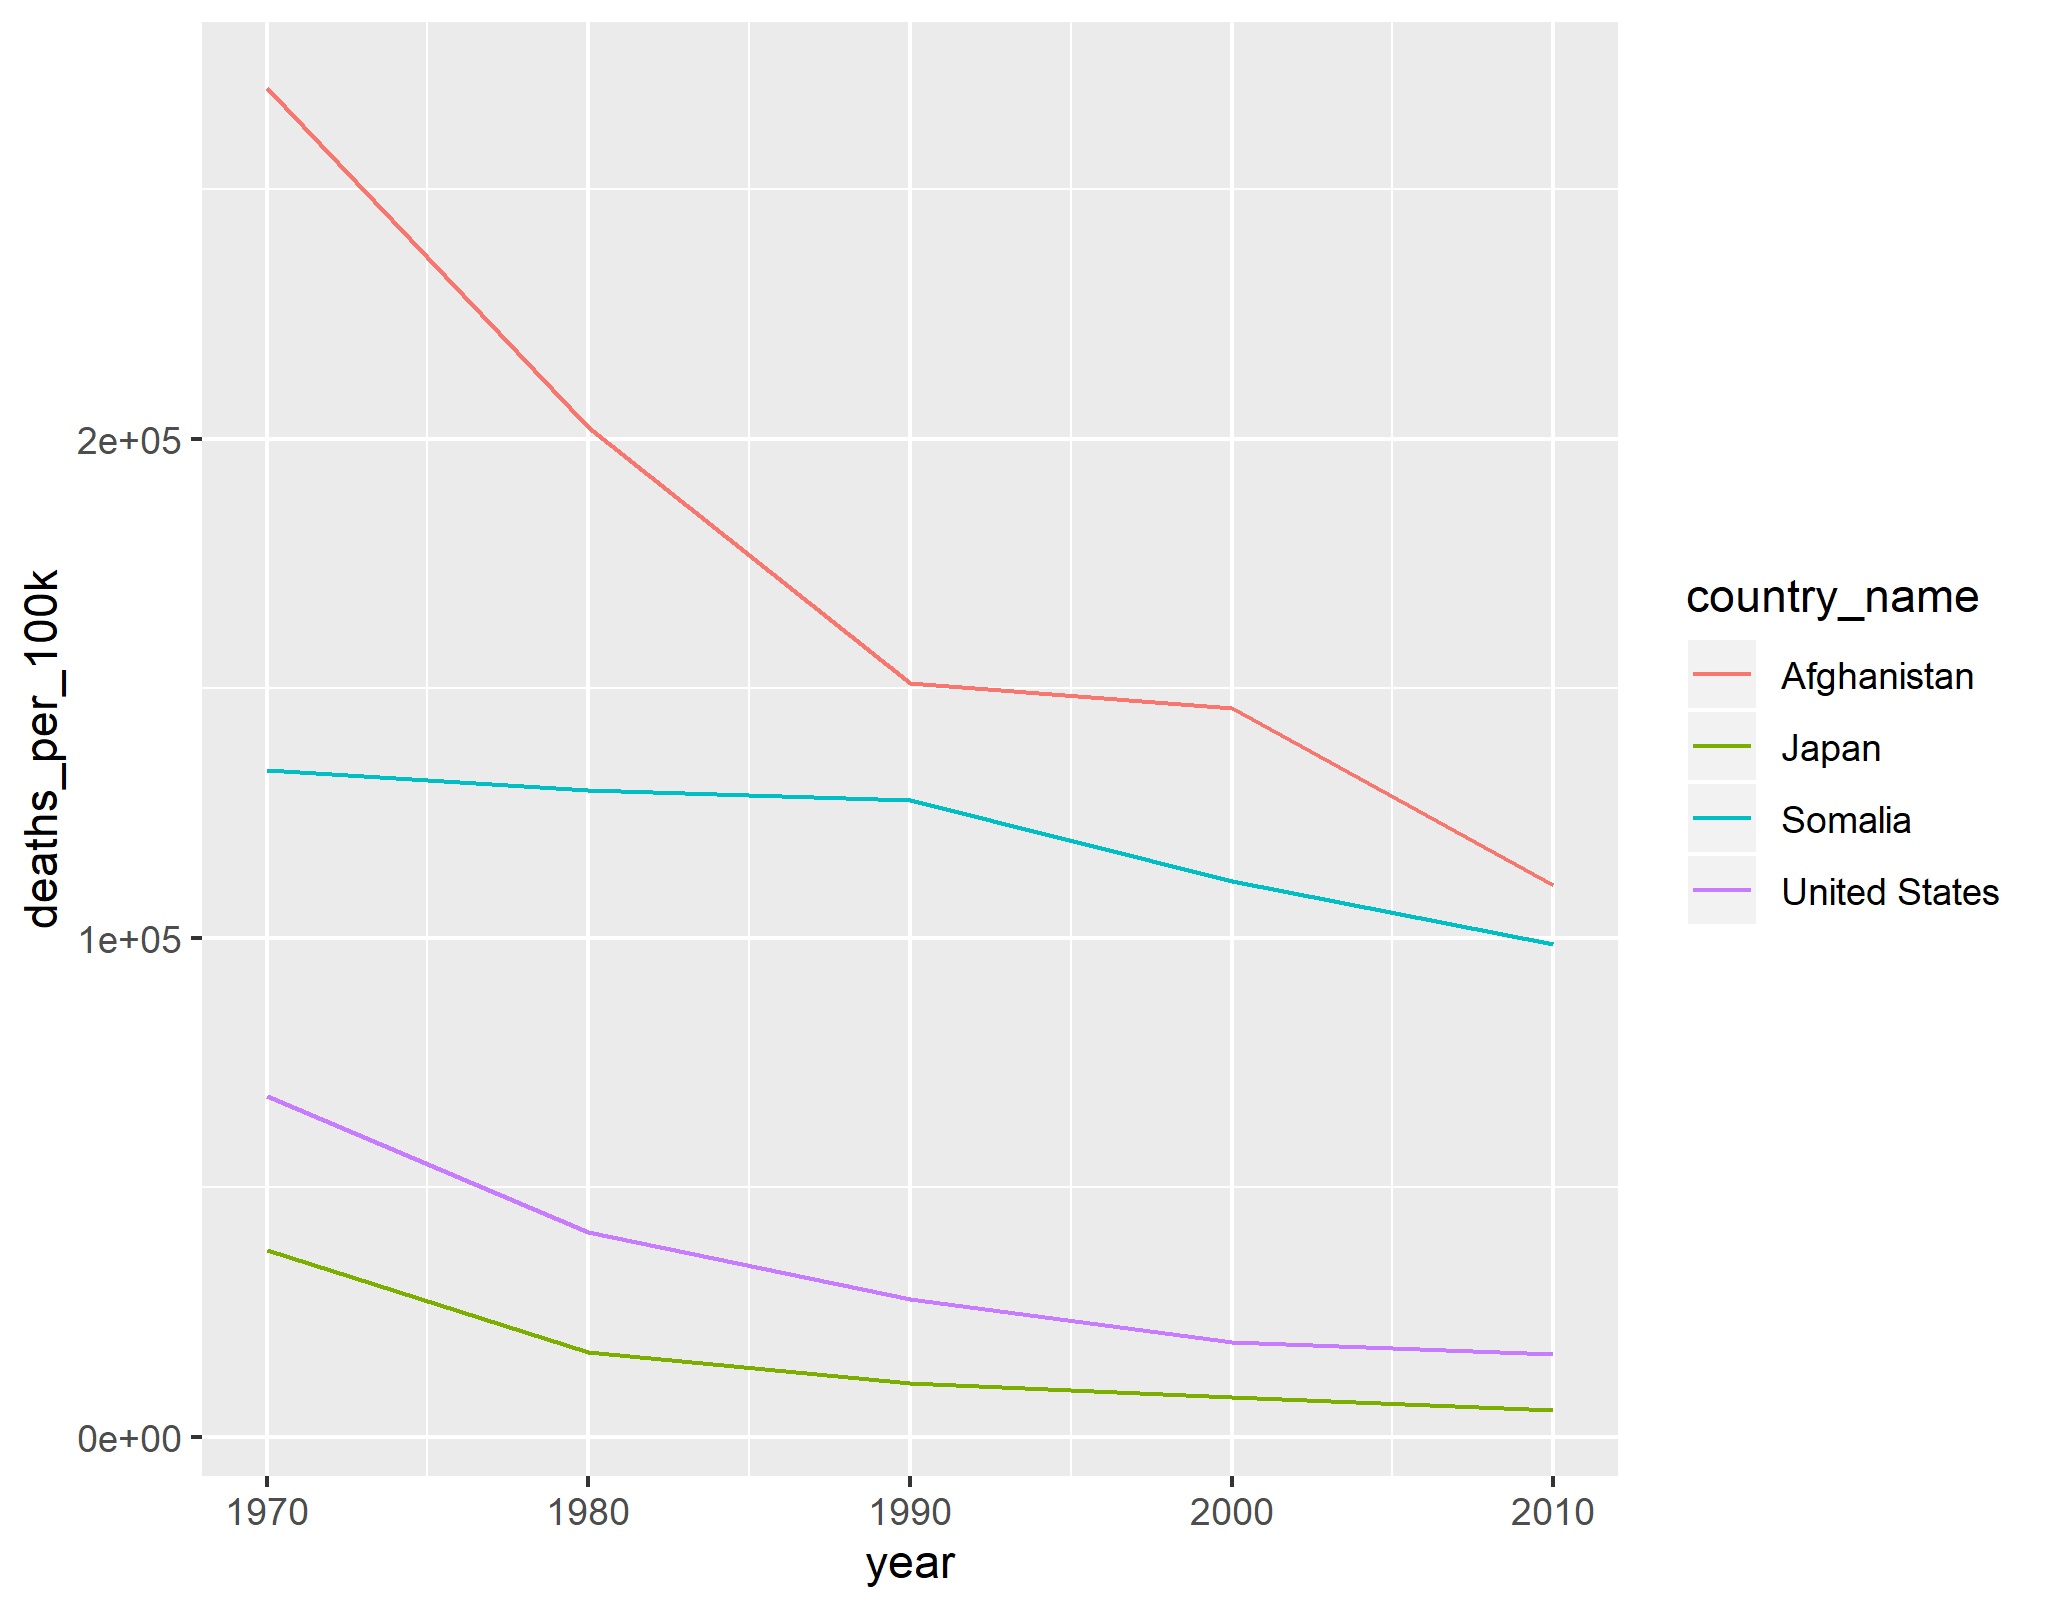 deaths_per_100k
2e+05
1e+05
0e+00
1970
1980
1990
2000
2010
year
country_name
Afghanistan
Japan
Somalia
United States